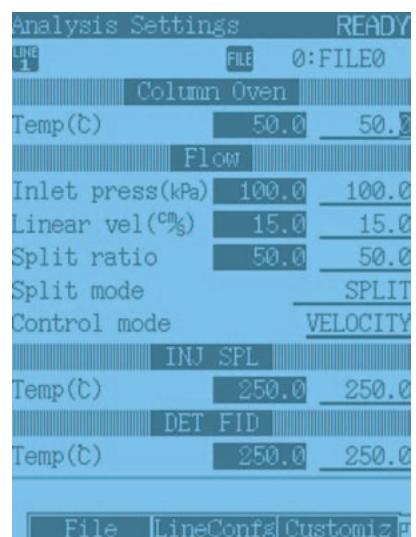 Analysis Settings READY
LINE 1 FILE 0:FILE0
Column Oven
Temp(℃) 50.0 50.0
Flow
Inlet press(kPa) 100.0 100.0
Linear vel(cm/s) 15.0 15.0
Split ratio 50.0 50.0
Split mode SPLIT
Control mode VELOCITY
INJ SPL
Temp(℃) 250.0 250.0
DET FID
Temp(℃) 250.0 250.0
File LineConfg Customiz